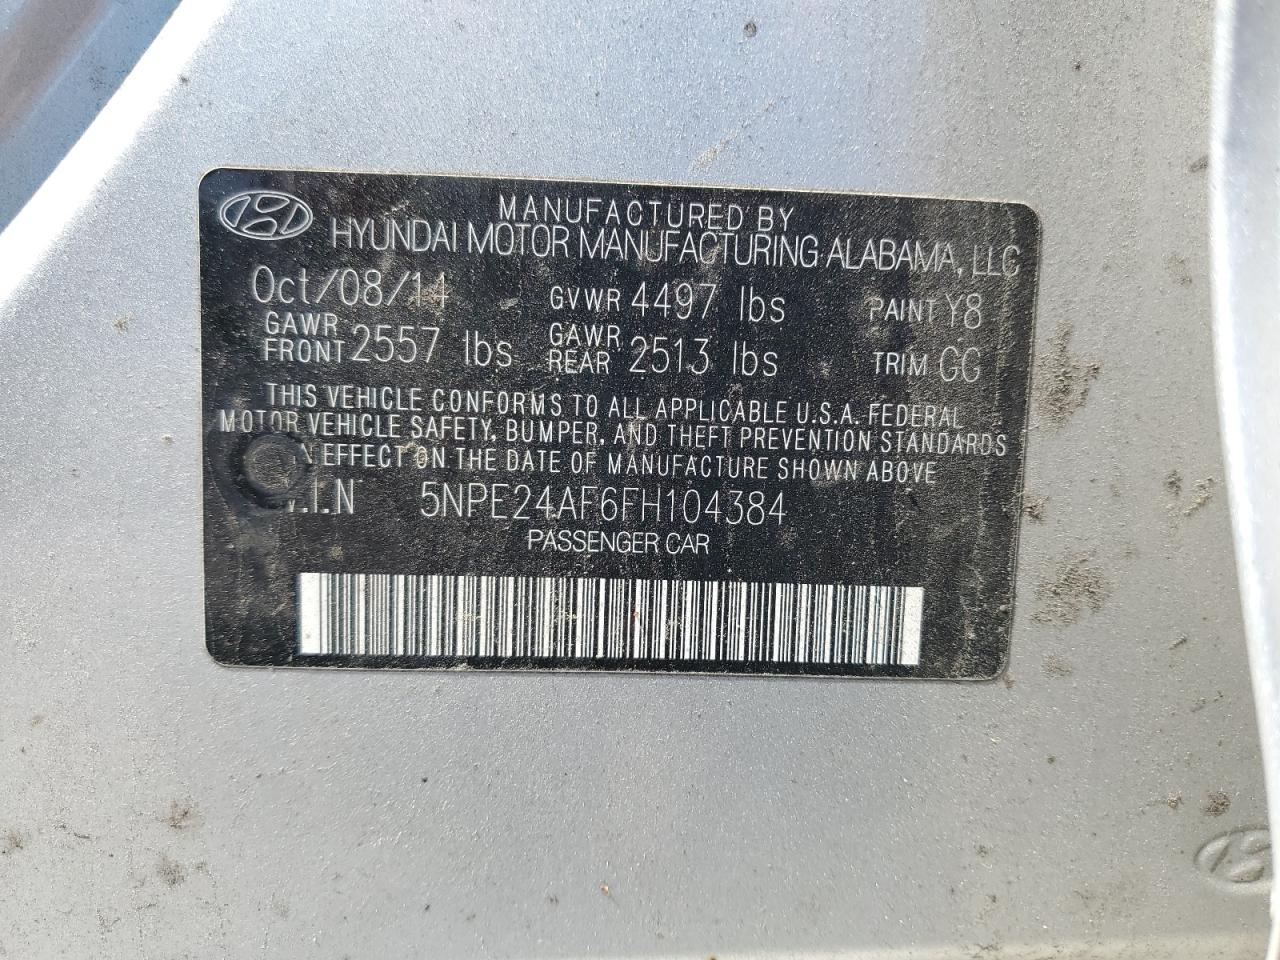 MANUFACTURED BY
HYUNDAI MOTOR MANUFACTURING ALABAMA, LLC
Oct/08/14 GVWR 4497 lbs PAINT Y8
GAWR FRONT 2557 lbs GAWR REAR 2513 lbs TRIM GG
THIS VEHICLE CONFORMS TO ALL APPLICABLE U.S.A. FEDERAL
MOTOR VEHICLE SAFETY, BUMPER, AND THEFT PREVENTION STANDARDS
IN EFFECT ON THE DATE OF MANUFACTURE SHOWN ABOVE
V.I.N 5NPE24AF6FH104384
PASSENGER CAR